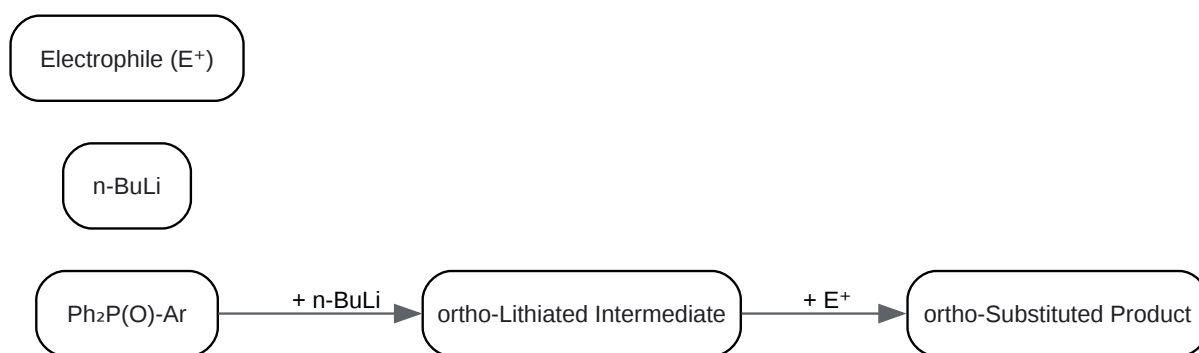 Electrophile (E⁺)
n-BuLi
Ph₂P(O)-Ar
+ n-BuLi
ortho-Lithiated Intermediate
+ E⁺
ortho-Substituted Product